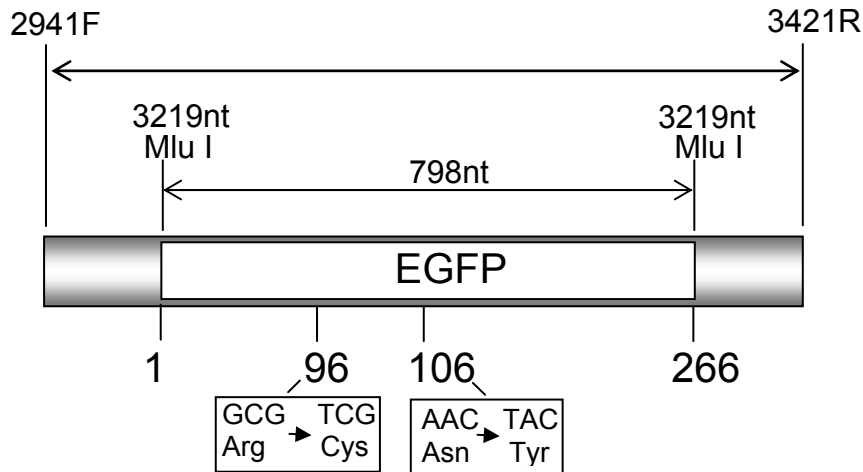 2941F 3421R
3219nt 3219nt
Mlu I Mlu I
798nt
EGFP
1 96 106 266
GCG TCG AAC TAC
Arg Cys Asn Tyr